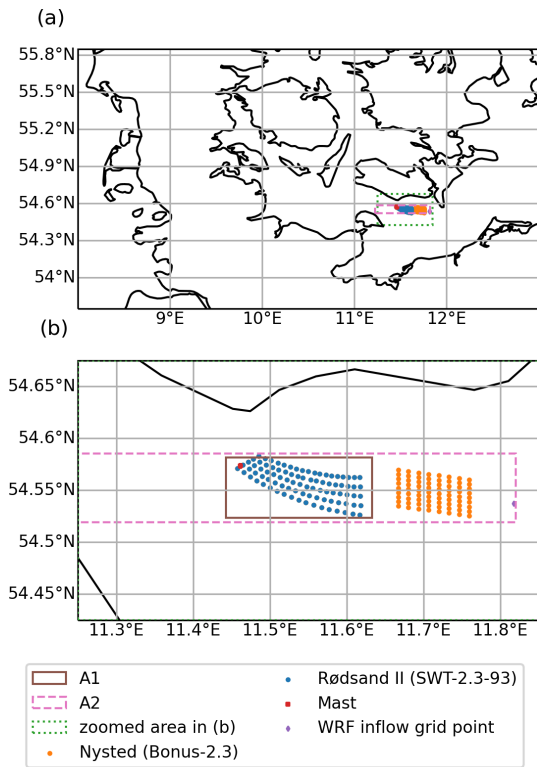 (a)
55.8°N
55.5°N
55.2°N
54.9°N
54.6°N
54.3°N
54°N
9°E 10°E 11°E 12°E
(b)
54.65°N
54.6°N
54.55°N
54.5°N
54.45°N
11.3°E 11.4°E 11.5°E 11.6°E 11.7°E 11.8°E
A1
A2
zoomed area in (b)
Nysted (Bonus-2.3)
Rødsand II (SWT-2.3-93)
Mast
WRF inflow grid point